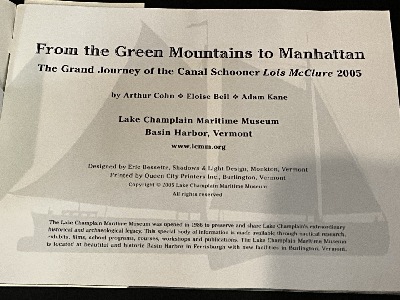 From the Green Mountains to Manhattan
The Grand Journey of the Canal Schooner Lois McClure 2005
by Arthur Cohn ❖ Eloise Beil ❖ Adam Kane
Lake Champlain Maritime Museum
Basin Harbor, Vermont
www.lcmm.org
Designed by Eric Bessette, Shadows & Light Design, Monkton, Vermont
Printed by Queen City Printers Inc., Burlington, Vermont
Copyright © 2005 Lake Champlain Maritime Museum
All rights reserved
The Lake Champlain Maritime Museum was opened in 1986 to preserve and share Lake Champlain's extraordinary
historical and archaeological legacy. This special body of information is made available through nautical research,
exhibits, films, school programs, courses, workshops and publications. The Lake Champlain Maritime Museum
is located at beautiful and historic Basin Harbor in Ferrisburgh with new facilities in Burlington, Vermont.